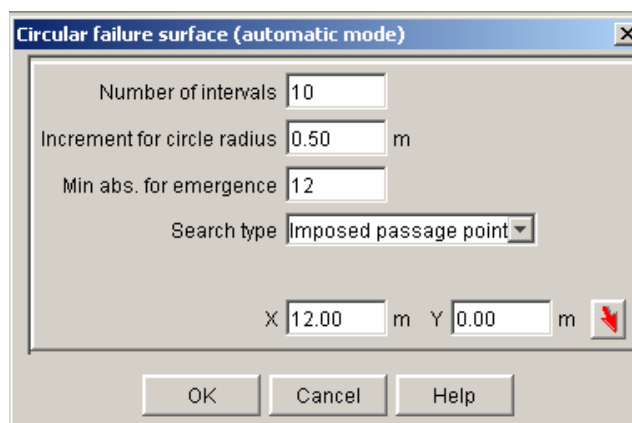 Circular failure surface (automatic mode)
Number of intervals 10
Increment for circle radius 0.50 m
Min abs. for emergence 12
Search type Imposed passage point
X 12.00 m Y 0.00 m
OK Cancel Help